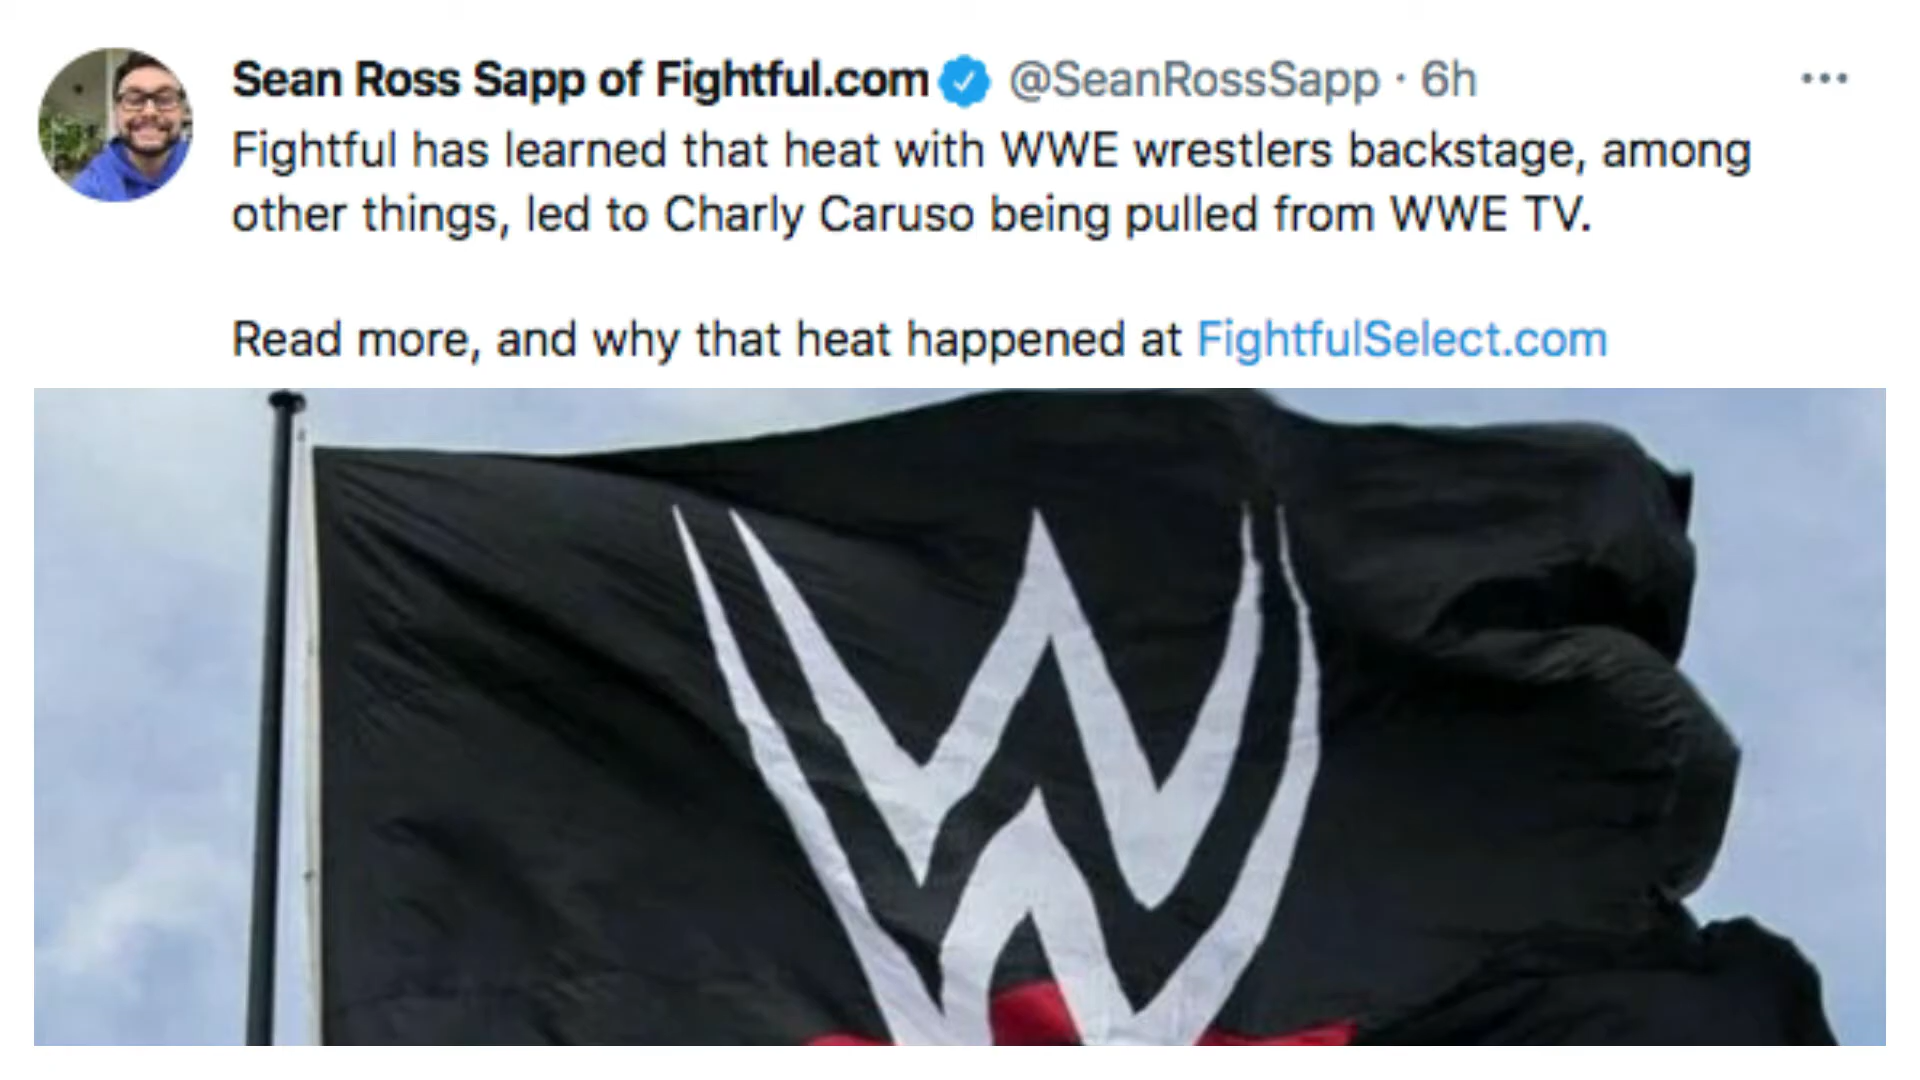 Sean Ross Sapp of Fightful.com @SeanRossSapp · 6h
Fightful has learned that heat with WWE wrestlers backstage, among
other things, led to Charly Caruso being pulled from WWE TV.
Read more, and why that heat happened at FightfulSelect.com